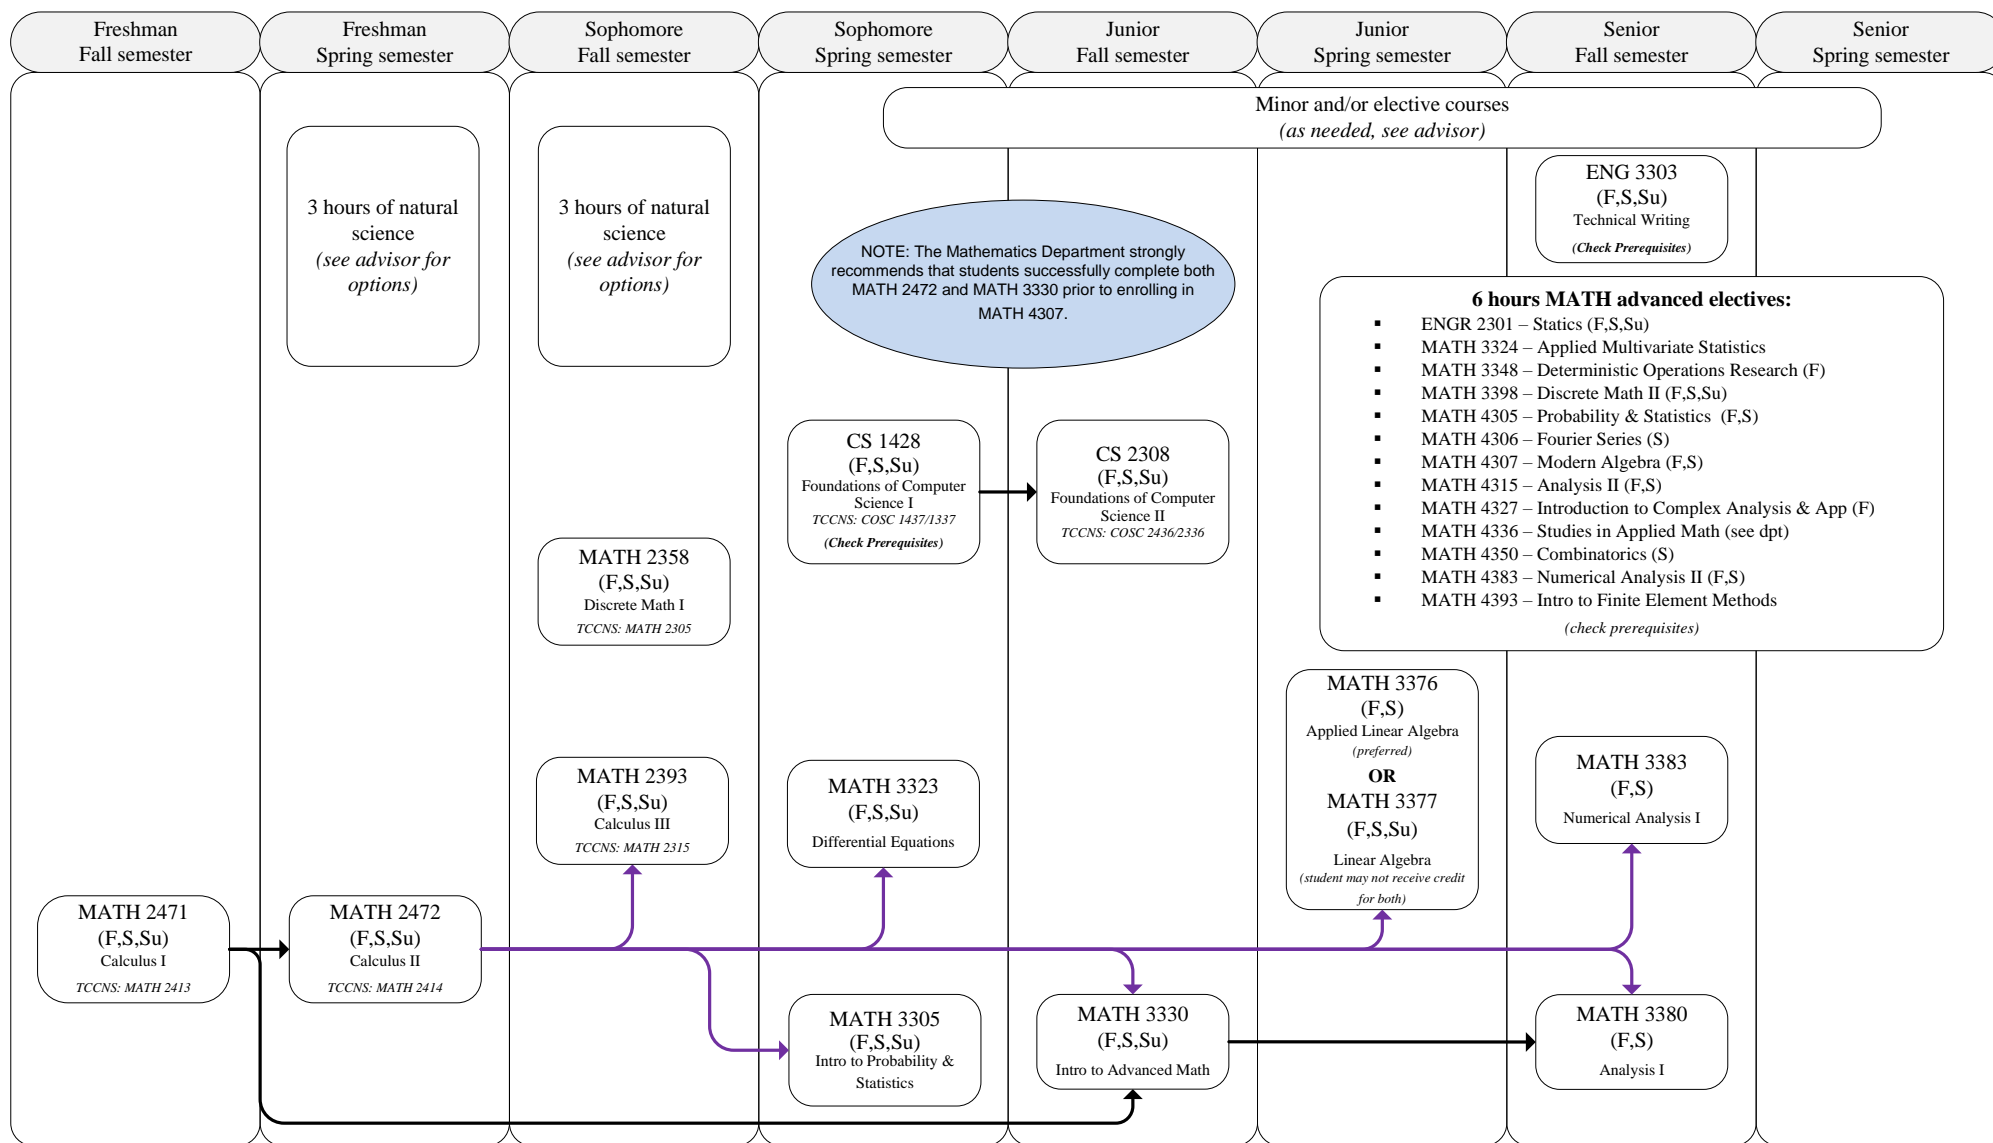 Freshman
Fall semester
Freshman
Spring semester
Sophomore
Fall semester
Sophomore
Spring semester
Junior
Fall semester
Junior
Spring semester
Senior
Fall semester
Senior
Spring semester
Minor and/or elective courses
(as needed, see advisor)
3 hours of natural
science
(see advisor for
options)
3 hours of natural
science
(see advisor for
options)
ENG 3303
(F,S,Su)
Technical Writing
(Check Prerequisites)
NOTE: The Mathematics Department strongly
recommends that students successfully complete both
MATH 2472 and MATH 3330 prior to enrolling in
MATH 4307.
6 hours MATH advanced electives:
▪ ENGR 2301 – Statics (F,S,Su)
▪ MATH 3324 – Applied Multivariate Statistics
▪ MATH 3348 – Deterministic Operations Research (F)
▪ MATH 3398 – Discrete Math II (F,S,Su)
▪ MATH 4305 – Probability & Statistics (F,S)
▪ MATH 4306 – Fourier Series (S)
▪ MATH 4307 – Modern Algebra (F,S)
▪ MATH 4315 – Analysis II (F,S)
▪ MATH 4327 – Introduction to Complex Analysis & App (F)
▪ MATH 4336 – Studies in Applied Math (see dpt)
▪ MATH 4350 – Combinatorics (S)
▪ MATH 4383 – Numerical Analysis II (F,S)
▪ MATH 4393 – Intro to Finite Element Methods
(check prerequisites)
CS 1428
(F,S,Su)
Foundations of Computer
Science I
TCCNS: COSC 1437/1337
(Check Prerequisites)
CS 2308
(F,S,Su)
Foundations of Computer
Science II
TCCNS: COSC 2436/2336
MATH 2358
(F,S,Su)
Discrete Math I
TCCNS: MATH 2305
MATH 2393
(F,S,Su)
Calculus III
TCCNS: MATH 2315
MATH 3323
(F,S,Su)
Differential Equations
MATH 3376
(F,S)
Applied Linear Algebra
(preferred)
OR
MATH 3377
(F,S,Su)
Linear Algebra
(student may not receive credit
for both)
MATH 3383
(F,S)
Numerical Analysis I
MATH 2471
(F,S,Su)
Calculus I
TCCNS: MATH 2413
MATH 2472
(F,S,Su)
Calculus II
TCCNS: MATH 2414
MATH 3305
(F,S,Su)
Intro to Probability &
Statistics
MATH 3330
(F,S,Su)
Intro to Advanced Math
MATH 3380
(F,S)
Analysis I